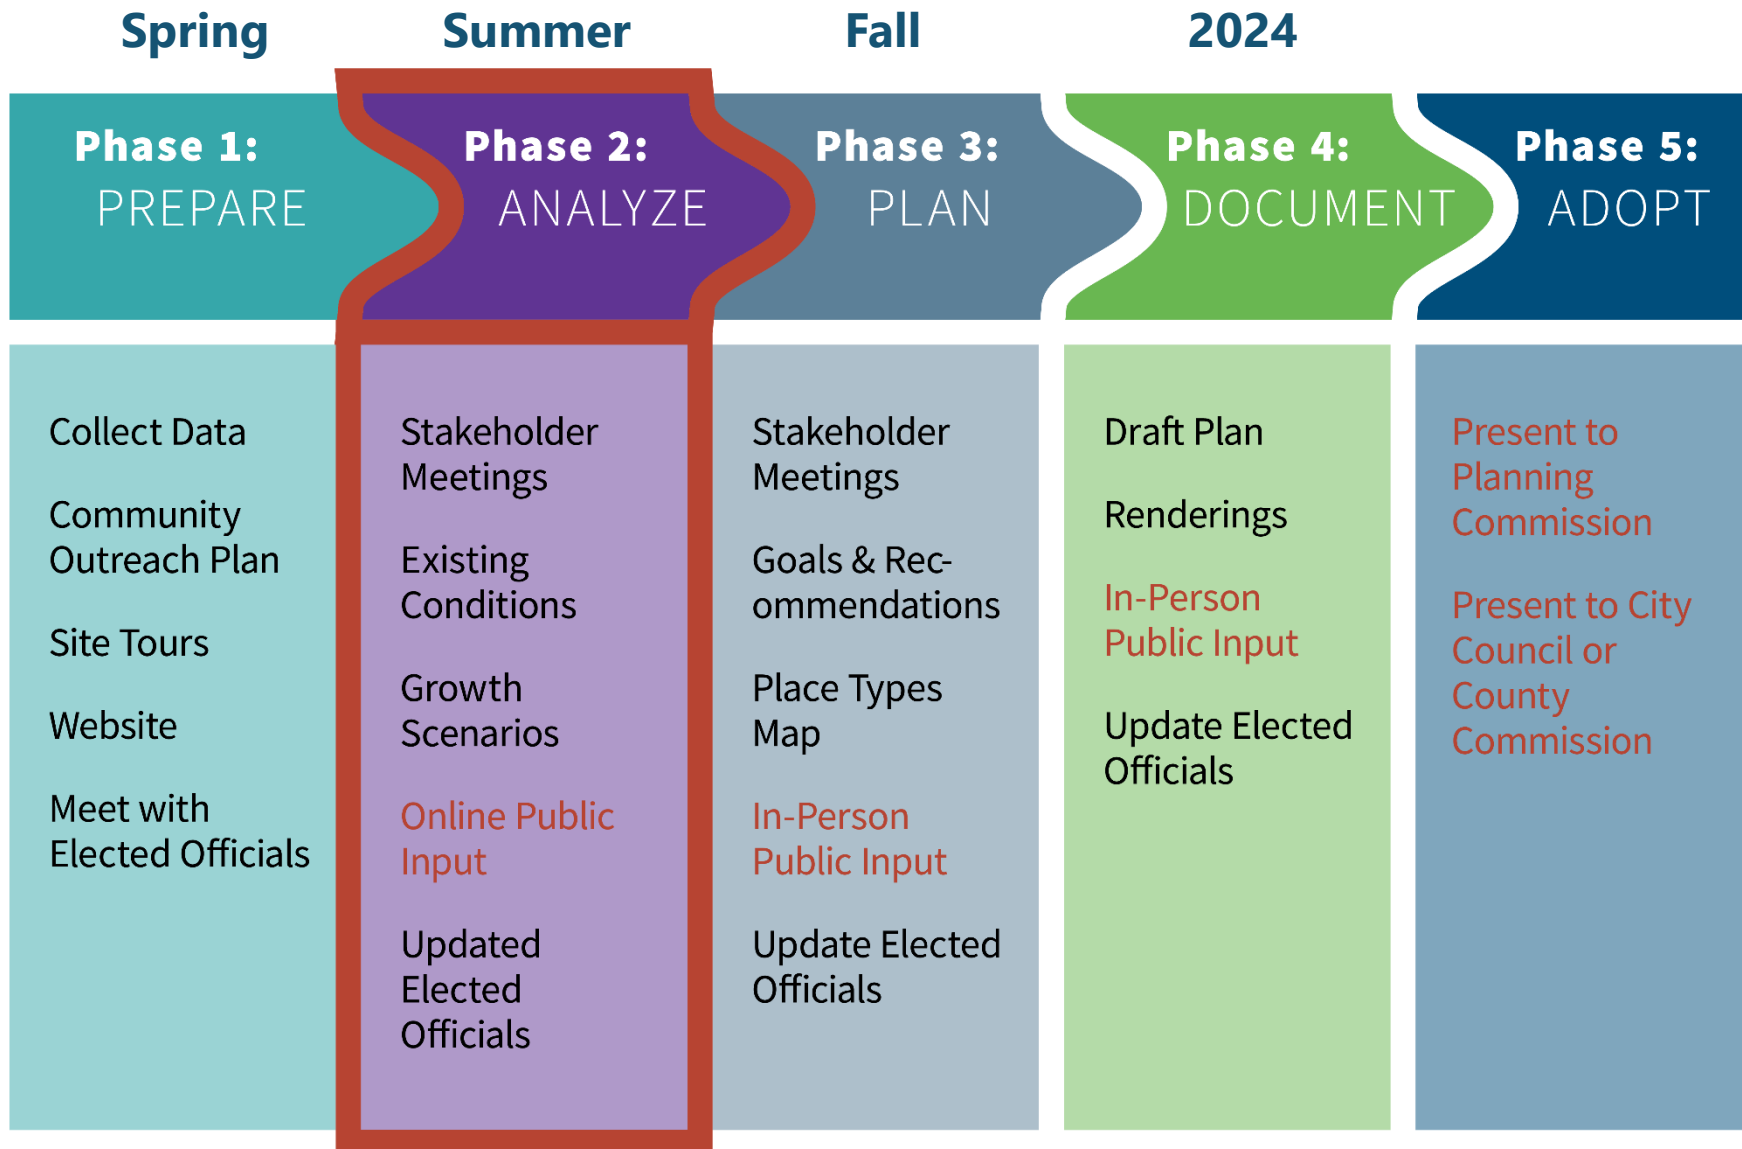 Spring
Summer
Fall
2024
Phase 1:
PREPARE
Phase 2:
ANALYZE
Phase 3:
PLAN
Phase 4:
DOCUMENT
Phase 5:
ADOPT
Collect Data
Community
Outreach Plan
Site Tours
Website
Meet with
Elected Officials
Stakeholder
Meetings
Existing
Conditions
Growth
Scenarios
Online Public
Input
Updated
Elected
Officials
Stakeholder
Meetings
Goals & Rec-
ommendations
Place Types
Map
In-Person
Public Input
Update Elected
Officials
Draft Plan
Renderings
In-Person
Public Input
Update Elected
Officials
Present to
Planning
Commission
Present to City
Council or
County
Commission